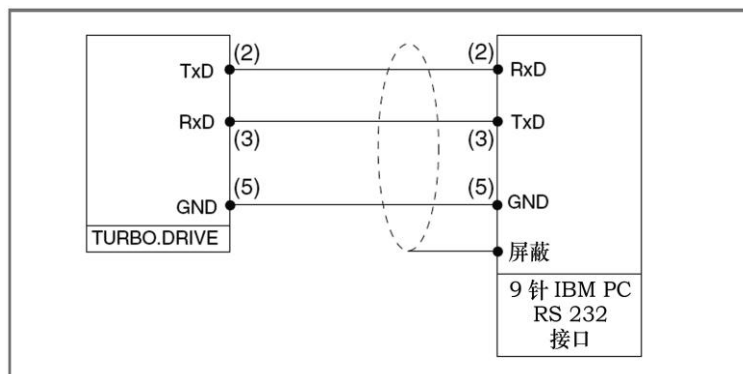 (2) (2)
TxD RxD
RxD TxD
(3) (3)
(5) (5)
GND GND
TURBO.DRIVE
屏蔽
9 针 IBM PC
RS 232
接口